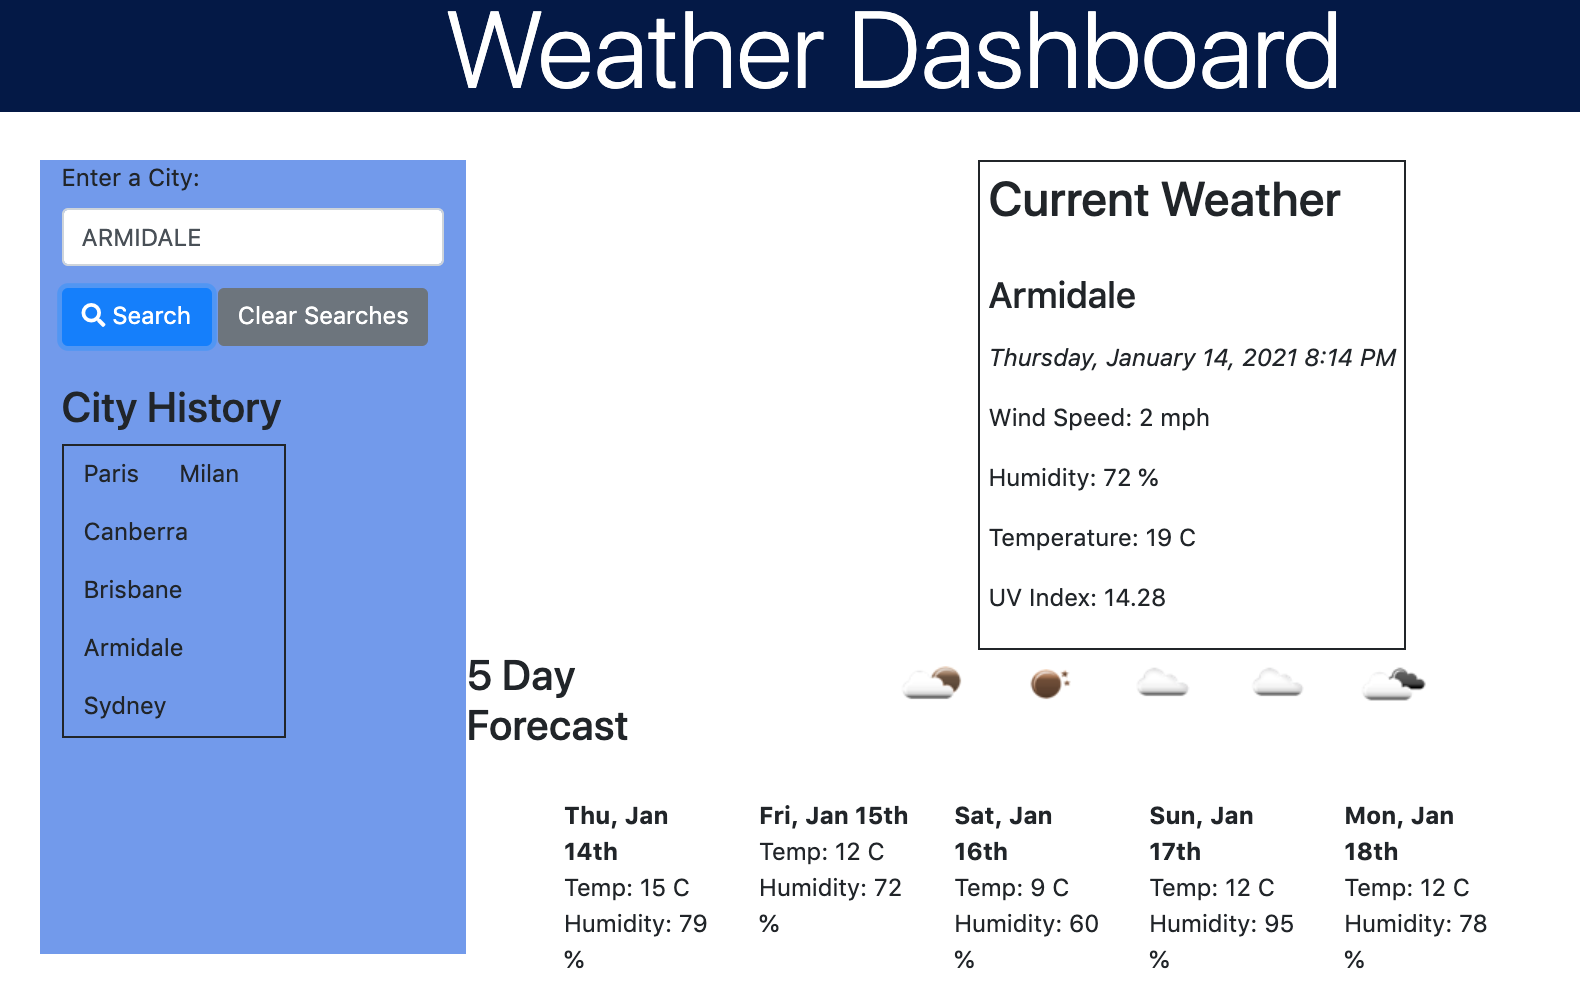 Weather Dashboard
Enter a City:
ARMIDALE
Search
Clear Searches
City History
Paris Milan
Canberra
Brisbane
Armidale
Sydney
Current Weather
Armidale
Thursday, January 14, 2021 8:14 PM
Wind Speed: 2 mph
Humidity: 72 %
Temperature: 19 C
UV Index: 14.28
5 Day
Forecast
Thu, Jan
14th
Temp: 15 C
Humidity: 79
%
Fri, Jan 15th
Temp: 12 C
Humidity: 72
%
Sat, Jan
16th
Temp: 9 C
Humidity: 60
%
Sun, Jan
17th
Temp: 12 C
Humidity: 95
%
Mon, Jan
18th
Temp: 12 C
Humidity: 78
%